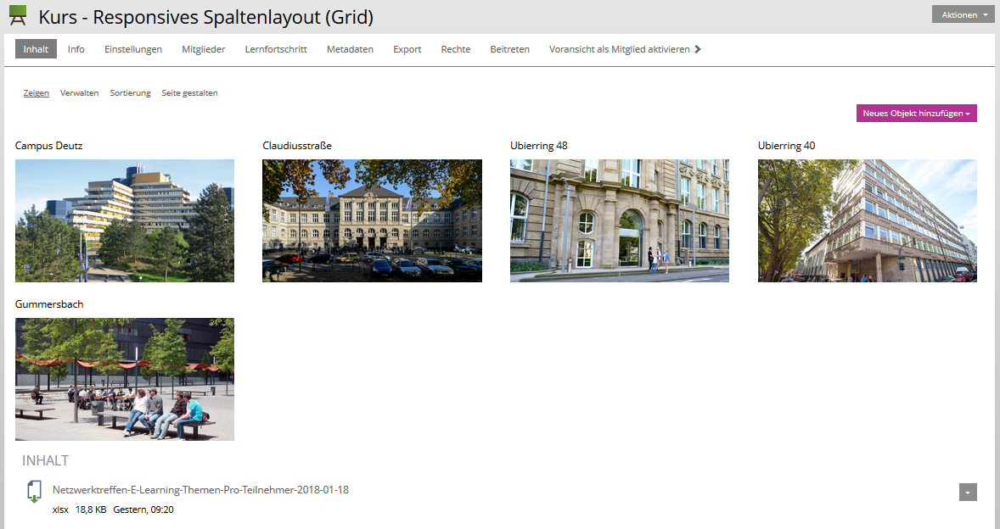 Kurs - Responsives Spaltenlayout (Grid)
Aktionen
Inhalt Info Einstellungen Mitglieder Lernfortschritt Metadaten Export Rechte Beitreten Voransicht als Mitglied aktivieren
Zeigen Verwalten Sortierung Seite gestalten
Neues Objekt hinzufügen
Campus Deutz Claudiusstraße Ubierring 48 Ubierring 40
Gummersbach
INHALT
Netzwerktreffen-E-Learning-Themen-Pro-Teilnehmer-2018-01-18
xlsx 18,8 KB Gestern, 09:20